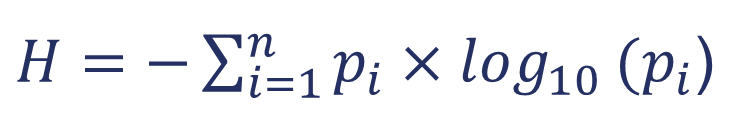 H = − ∑ᵢ₌₁ⁿ pᵢ × log₁₀ (pᵢ)